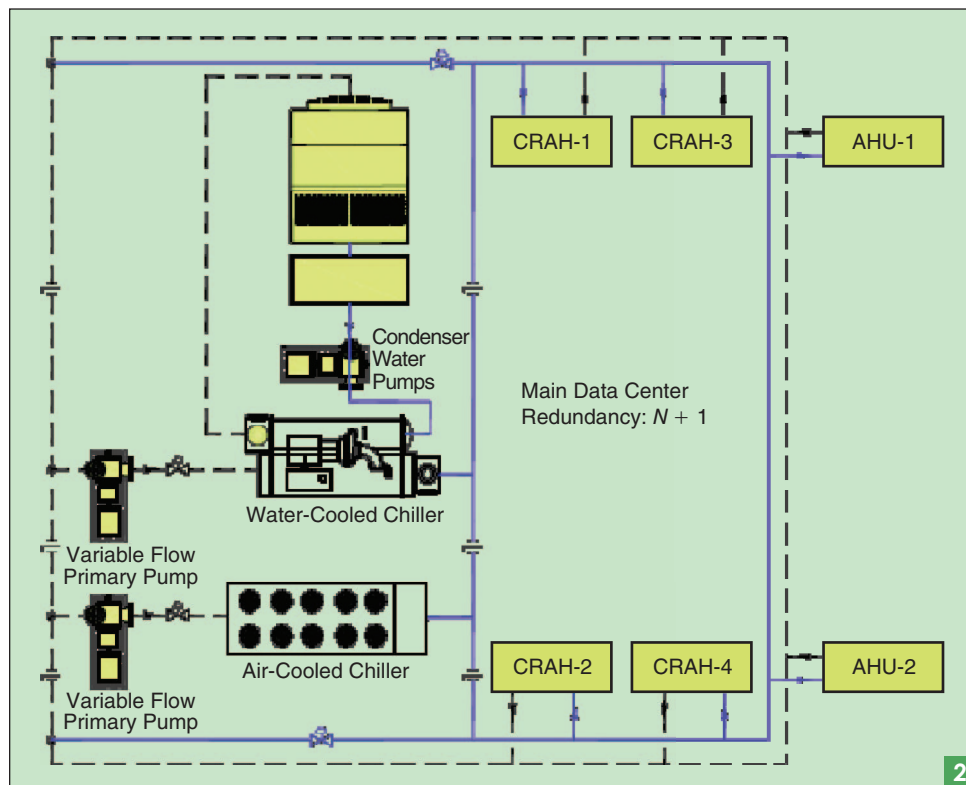 CRAH-1
CRAH-3
AHU-1
Condenser
Water
Pumps
Main Data Center
Redundancy: N + 1
Water-Cooled Chiller
Variable Flow
Primary Pump
Air-Cooled Chiller
Variable Flow
Primary Pump
CRAH-2
CRAH-4
AHU-2
2